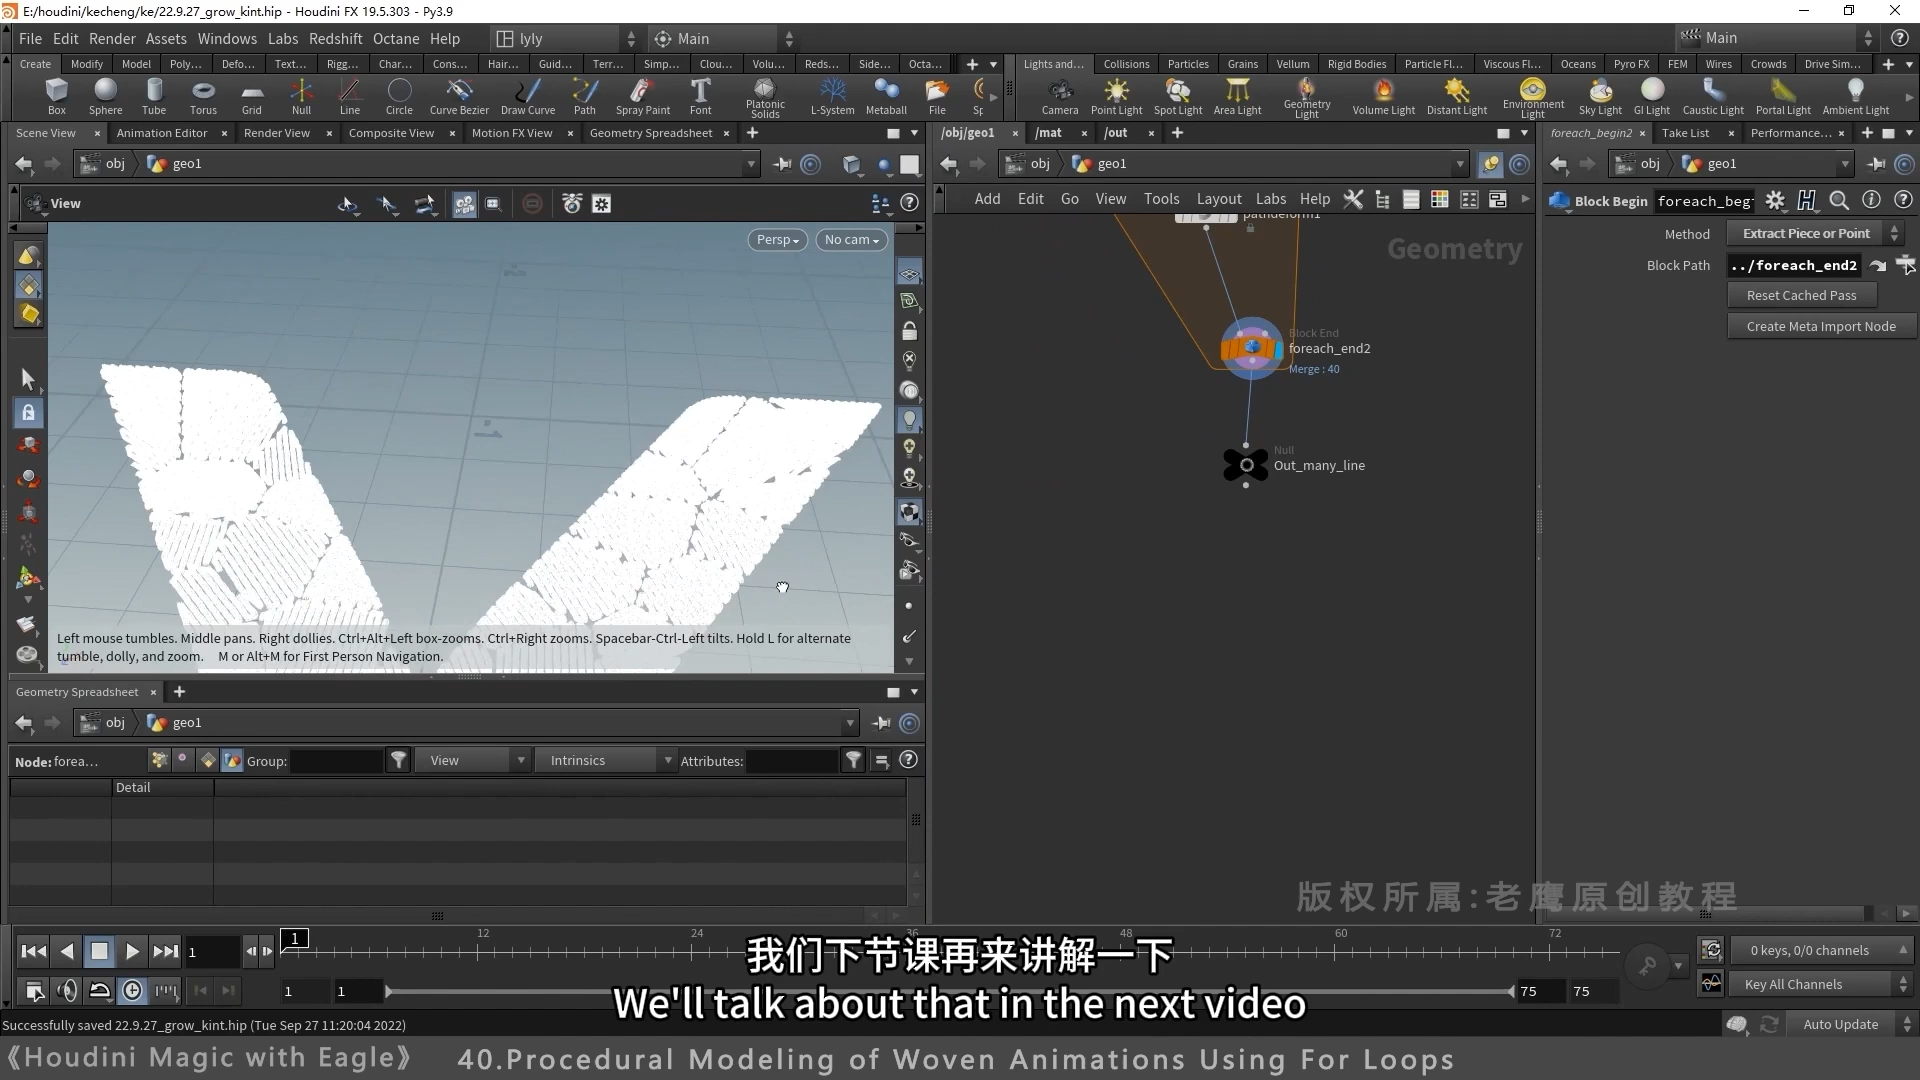 E:/houdini/kecheng/ke/22.9.27_grow_kint.hip - Houdini FX 19.5.303 - Py3.9
File Edit Render Assets Windows Labs Redshift Octane Help lyly Main Main
Create Modify Model Poly... Defo... Text... Rigg... Char... Cons... Hair... Guid... Terr... Simp... Clou... Volu... Reds... Side... Octa...
Lights and... Collisions Particles Grains Vellum Rigid Bodies Particle Fl... Viscous Fl... Oceans Pyro FX FEM Wires Crowds Drive Sim...
Box Sphere Tube Torus Grid Null Line Circle Curve Bezier Draw Curve Path Spray Paint Font Platonic Solids L-System Metaball File
Camera Point Light Spot Light Area Light Geometry Light Volume Light Distant Light Environment Light Sky Light GI Light Caustic Light Portal Light Ambient Light
Scene View Animation Editor Render View Composite View Motion FX View Geometry Spreadsheet
/obj/geo1 /mat /out
foreach_begin2 Take List Performance...
obj geo1
obj geo1
obj geo1
View
Add Edit Go View Tools Layout Labs Help
Block Begin foreach_beg
Persp No cam
pathdeform1
Geometry
Method Extract Piece or Point
Block Path ../foreach_end2
Reset Cached Pass
Create Meta Import Node
Block End
foreach_end2
Merge : 40
Null
Out_many_line
Left mouse tumbles. Middle pans. Right dollies. Ctrl+Alt+Left box-zooms. Ctrl+Right zooms. Spacebar-Ctrl-Left tilts. Hold L for alternate
tumble, dolly, and zoom. M or Alt+M for First Person Navigation.
Geometry Spreadsheet
obj geo1
Node: forea... Group: View Intrinsics Attributes:
Detail
版权所属:老鹰原创教程
1 1 12 24 48 60 72
0 keys, 0/0 channels
我们下节课再来讲解一下
1 1 75 75
Key All Channels
We'll talk about that in the next video
Successfully saved 22.9.27_grow_kint.hip (Tue Sep 27 11:20:04 2022)
Auto Update
《Houdini Magic with Eagle》 40.Procedural Modeling of Woven Animations Using For Loops